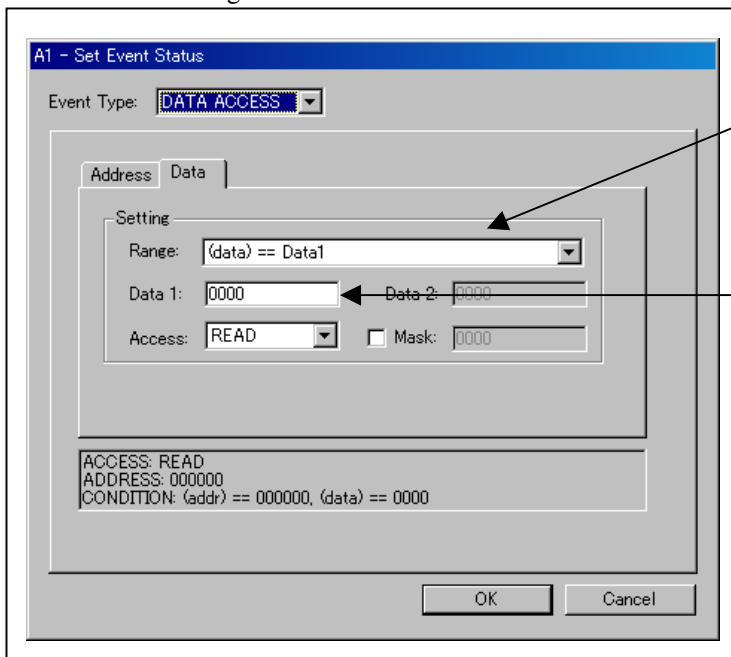 A1 - Set Event Status
Event Type: DATA ACCESS
Address Data
Setting
Range: (data) == Data1
Data 1: 0000 Data 2: 0000
Access: READ Mask: 0000
ACCESS: READ
ADDRESS: 000000
CONDITION: (addr) == 000000, (data) == 0000
OK Cancel